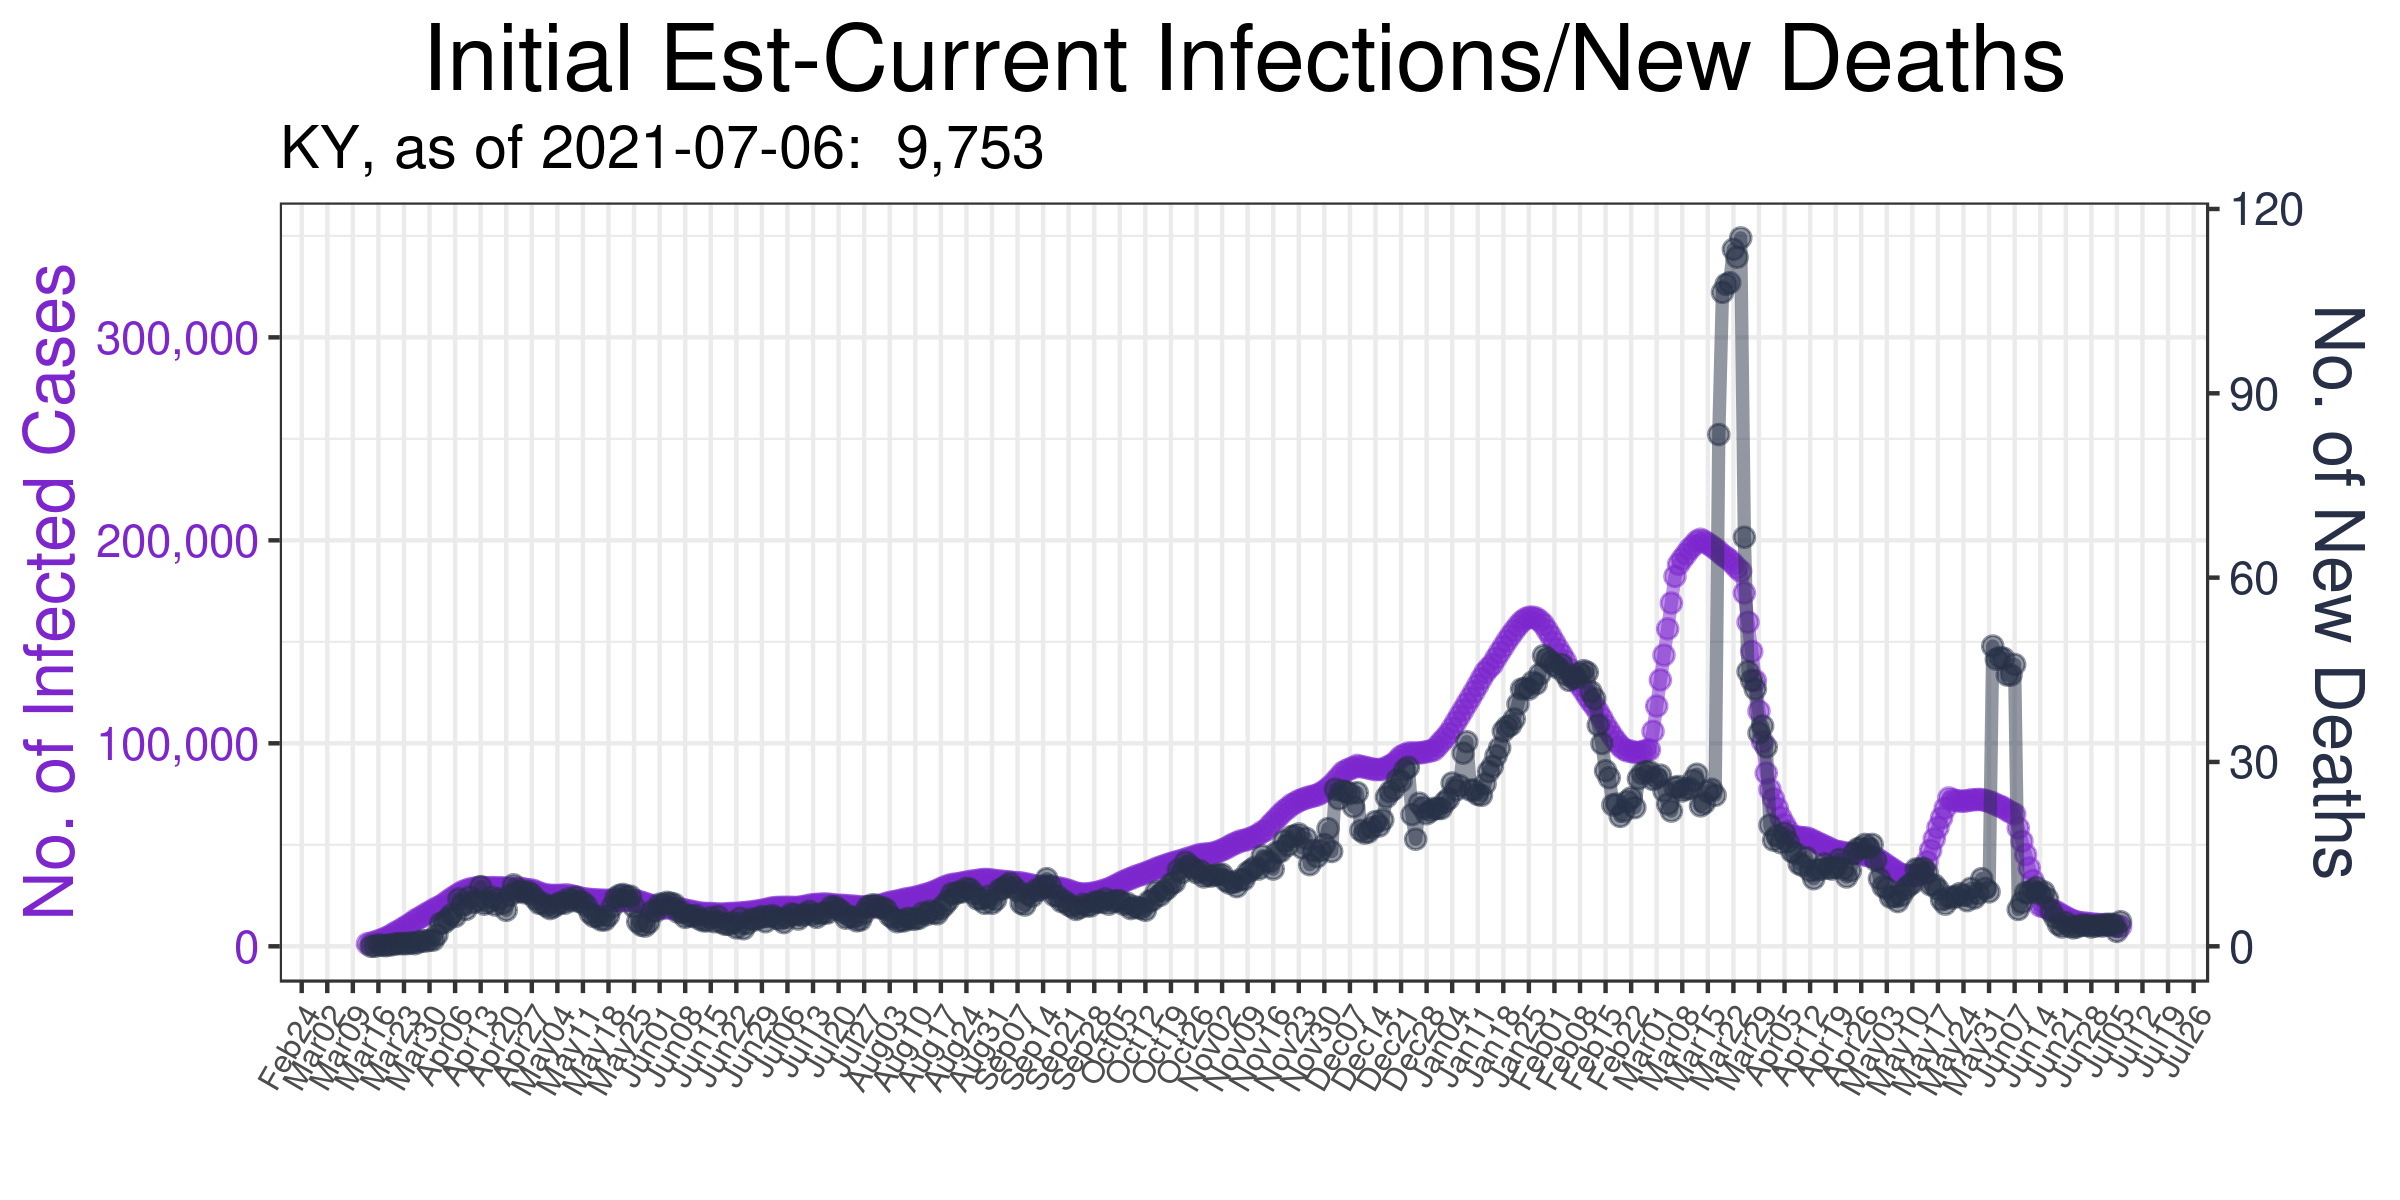 Initial Est-Current Infections/New Deaths
KY, as of 2021-07-06: 9,753
No. of Infected Cases
300,000
200,000
100,000
0
120
90
60
30
0
No. of New Deaths
Feb24
Mar02
Mar09
Mar16
Mar23
Mar30
Apr06
Apr13
Apr20
Apr27
May04
May11
May18
May25
Jun01
Jun08
Jun15
Jun22
Jun29
Jul06
Jul13
Jul20
Jul27
Aug03
Aug10
Aug17
Aug24
Aug31
Sep07
Sep14
Sep21
Sep28
Oct05
Oct12
Oct19
Oct26
Nov02
Nov09
Nov16
Nov23
Nov30
Dec07
Dec14
Dec21
Dec28
Jan04
Jan11
Jan18
Jan25
Feb01
Feb08
Feb15
Feb22
Mar01
Mar08
Mar15
Mar22
Mar29
Apr05
Apr12
Apr19
Apr26
May03
May10
May17
May24
May31
Jun07
Jun14
Jun21
Jun28
Jul05
Jul12
Jul19
Jul26